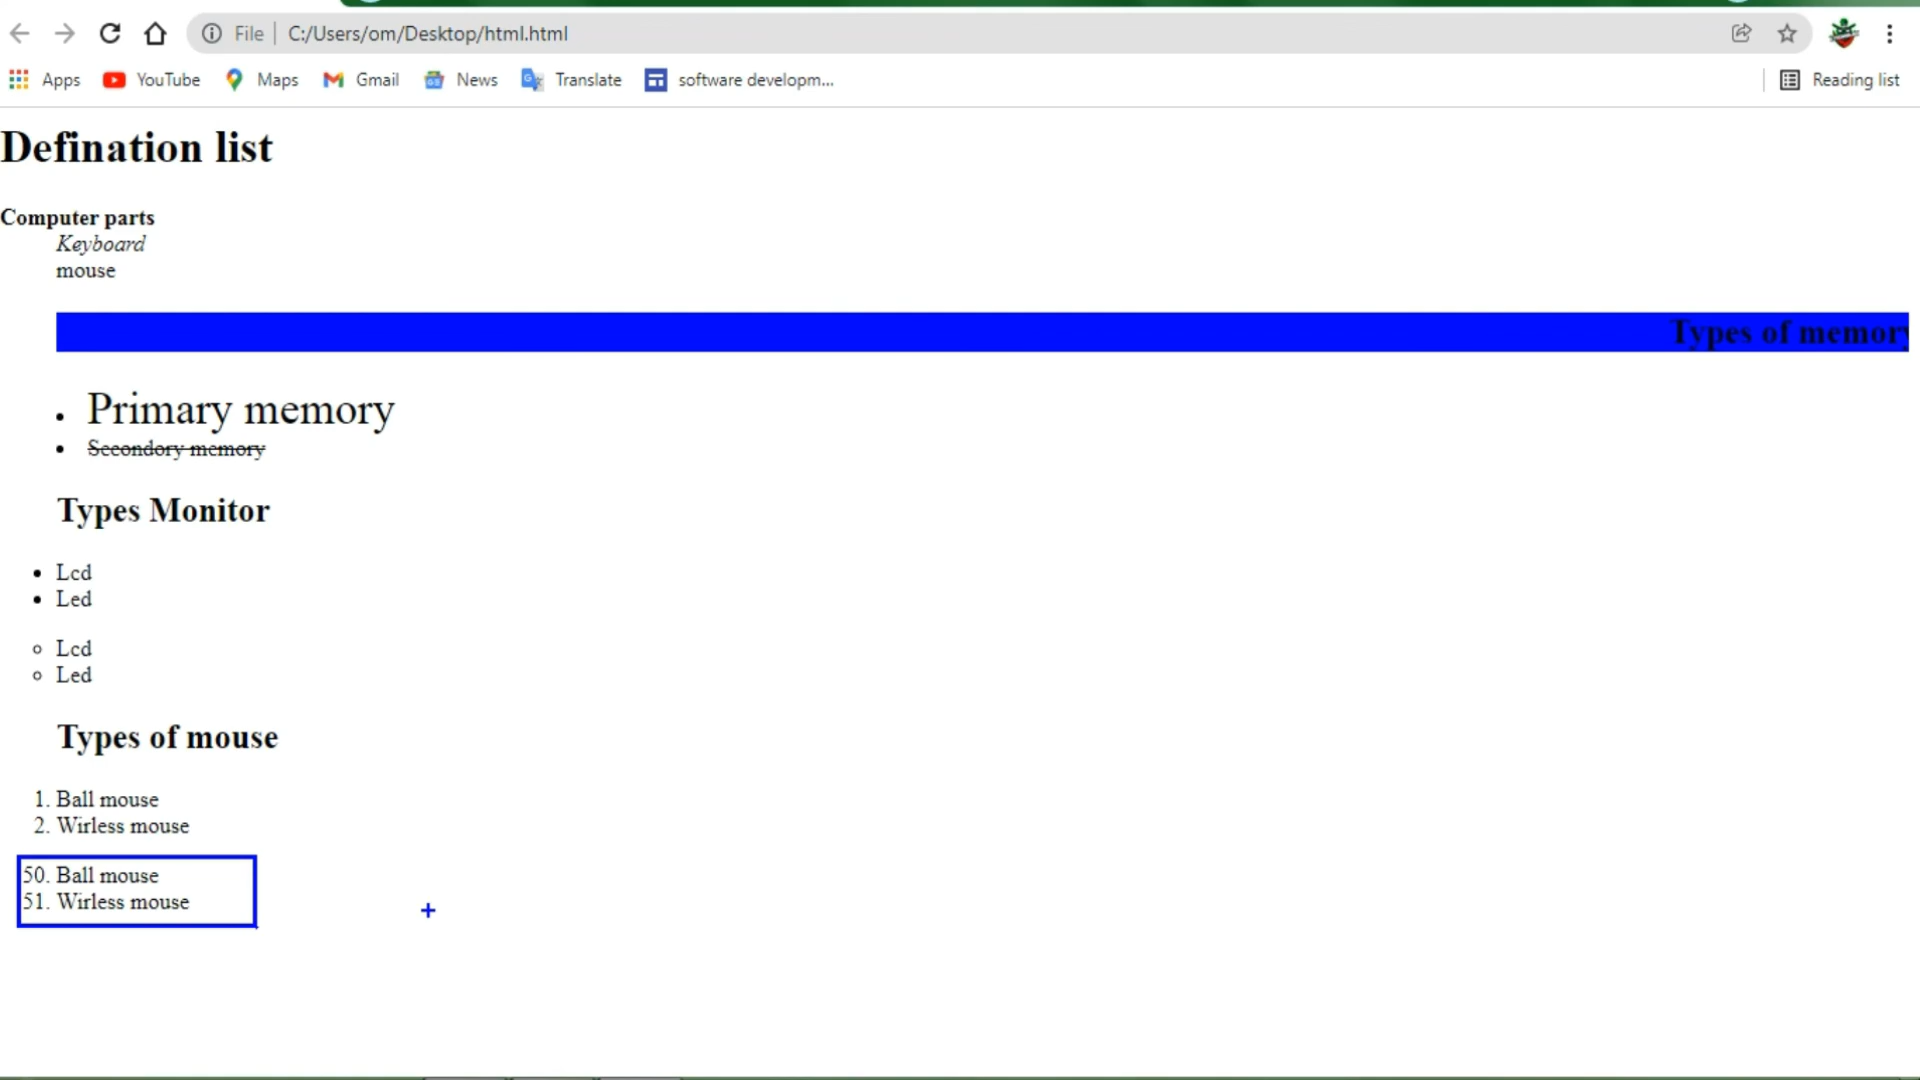 File C:/Users/om/Desktop/html.html
Apps YouTube Maps Gmail News Translate software developm... Reading list
Defination list
Computer parts
Keyboard
mouse
Types of memory
Primary memory
Secondory memory
Types Monitor
Lcd
Led
Lcd
Led
Types of mouse
1. Ball mouse
2. Wirless mouse
50. Ball mouse
51. Wirless mouse